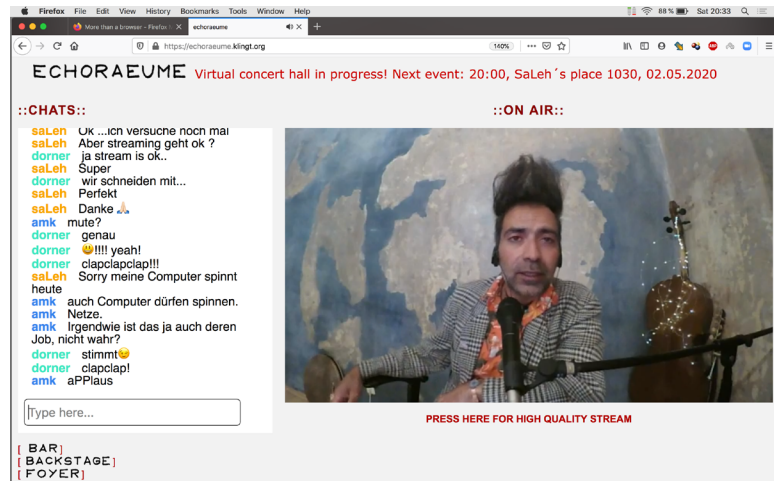 Firefox File Edit View History Bookmarks Tools Window Help
88% Sat 20:33
More than a browser - Firefox
echoraeume
https://echoraeume.klingt.org
140%
ECHORAEUME Virtual concert hall in progress! Next event: 20:00, SaLeh´s place 1030, 02.05.2020
::CHATS::
::ON AIR::
saLeh Ok ...ich versuche noch mal
saLeh Aber streaming geht ok ?
dorner ja stream is ok..
saLeh Super
dorner wir schneiden mit...
saLeh Perfekt
saLeh Danke 🙏🏻
amk mute?
dorner genau
dorner 😃!!!! yeah!
dorner clapclapclap!!!
saLeh Sorry meine Computer spinnt
heute
amk auch Computer dürfen spinnen.
amk Netze.
amk Irgendwie ist das ja auch deren
Job, nicht wahr?
dorner stimmt😉
dorner clapclap!
amk aPPlaus
Type here...
PRESS HERE FOR HIGH QUALITY STREAM
[ BAR]
[ BACKSTAGE]
[ FOYER]